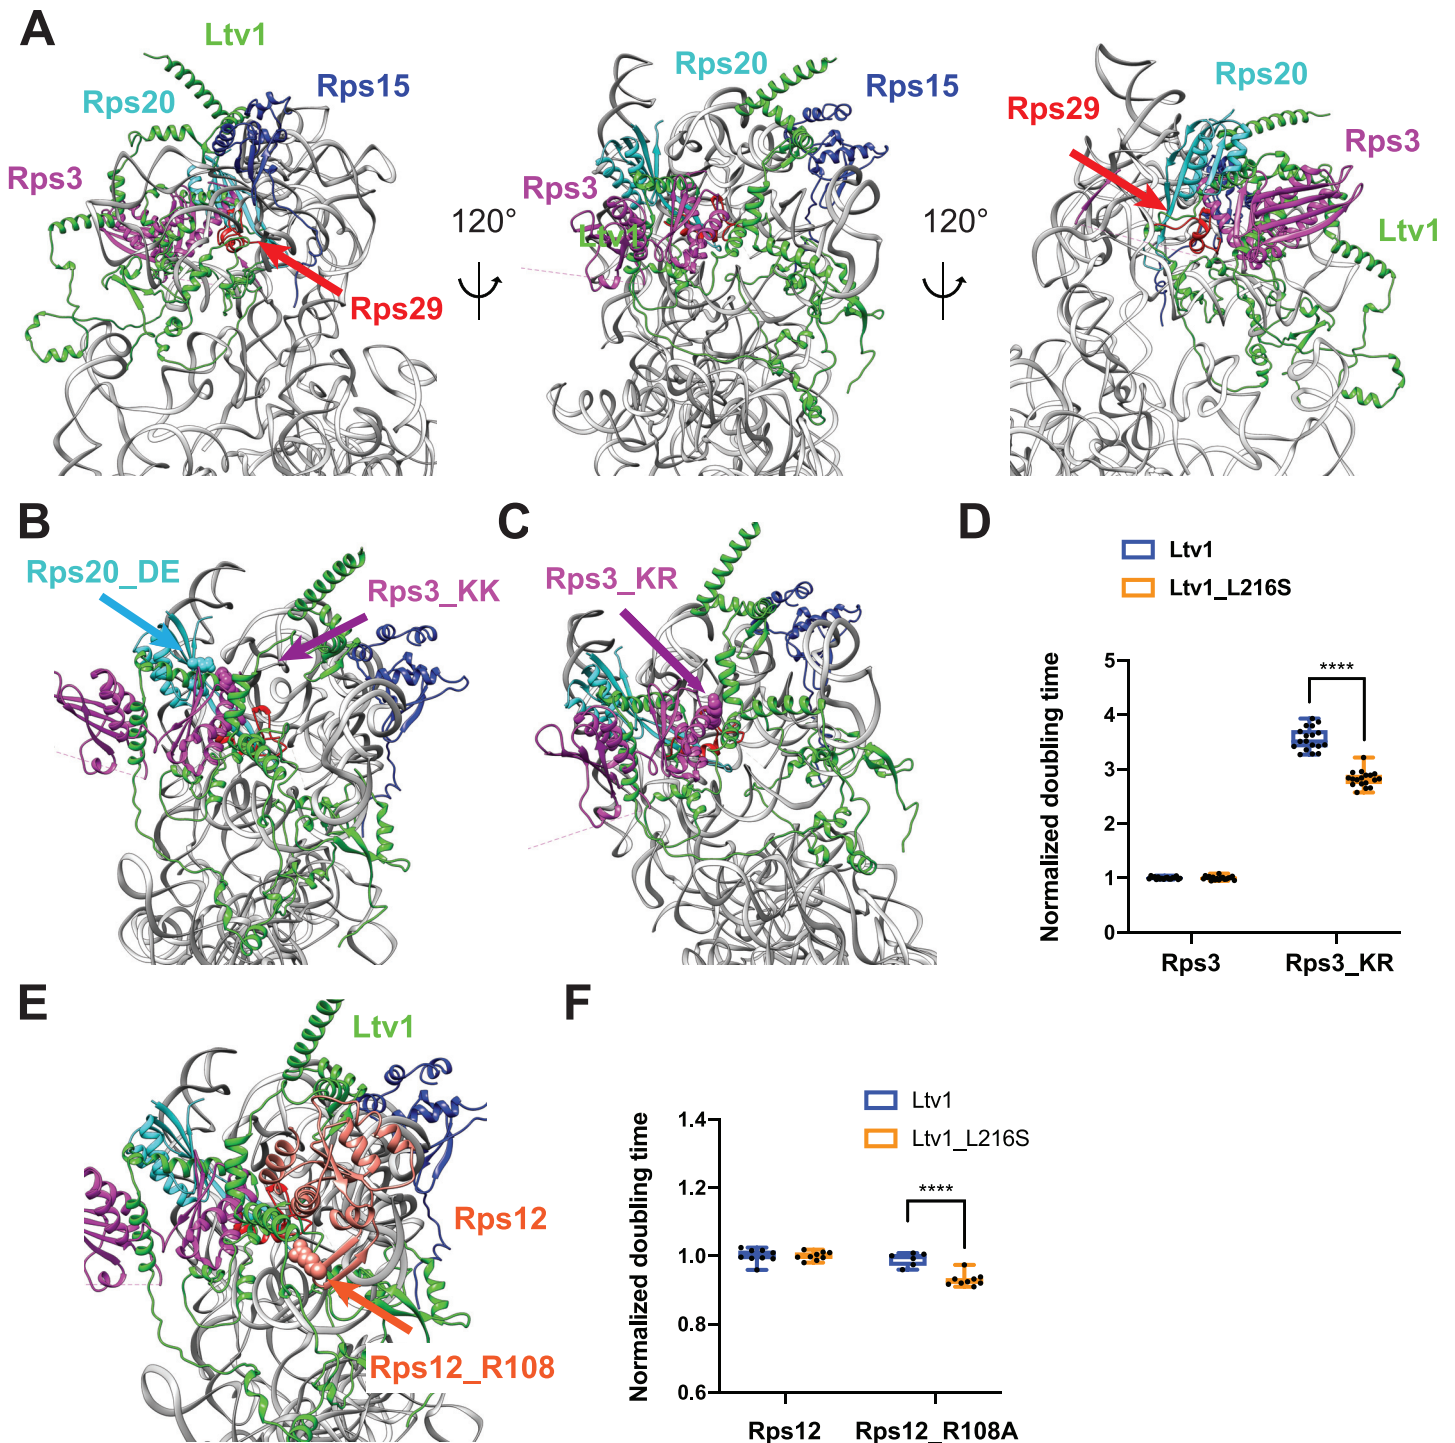 A
Ltv1
Rps20
Rps15
Rps3
Rps29
120°
Rps20
Rps15
Rps3
Ltv1
120°
Rps20
Rps29
Rps3
Ltv1
B
Rps20_DE
Rps3_KK
C
Rps3_KR
D
Ltv1
Ltv1_L216S
Normalized doubling time
5
4
3
2
1
0
****
Rps3
Rps3_KR
E
Ltv1
Rps12
Rps12_R108
F
Ltv1
Ltv1_L216S
Normalized doubling time
1.4
1.2
1.0
0.8
0.6
****
Rps12
Rps12_R108A